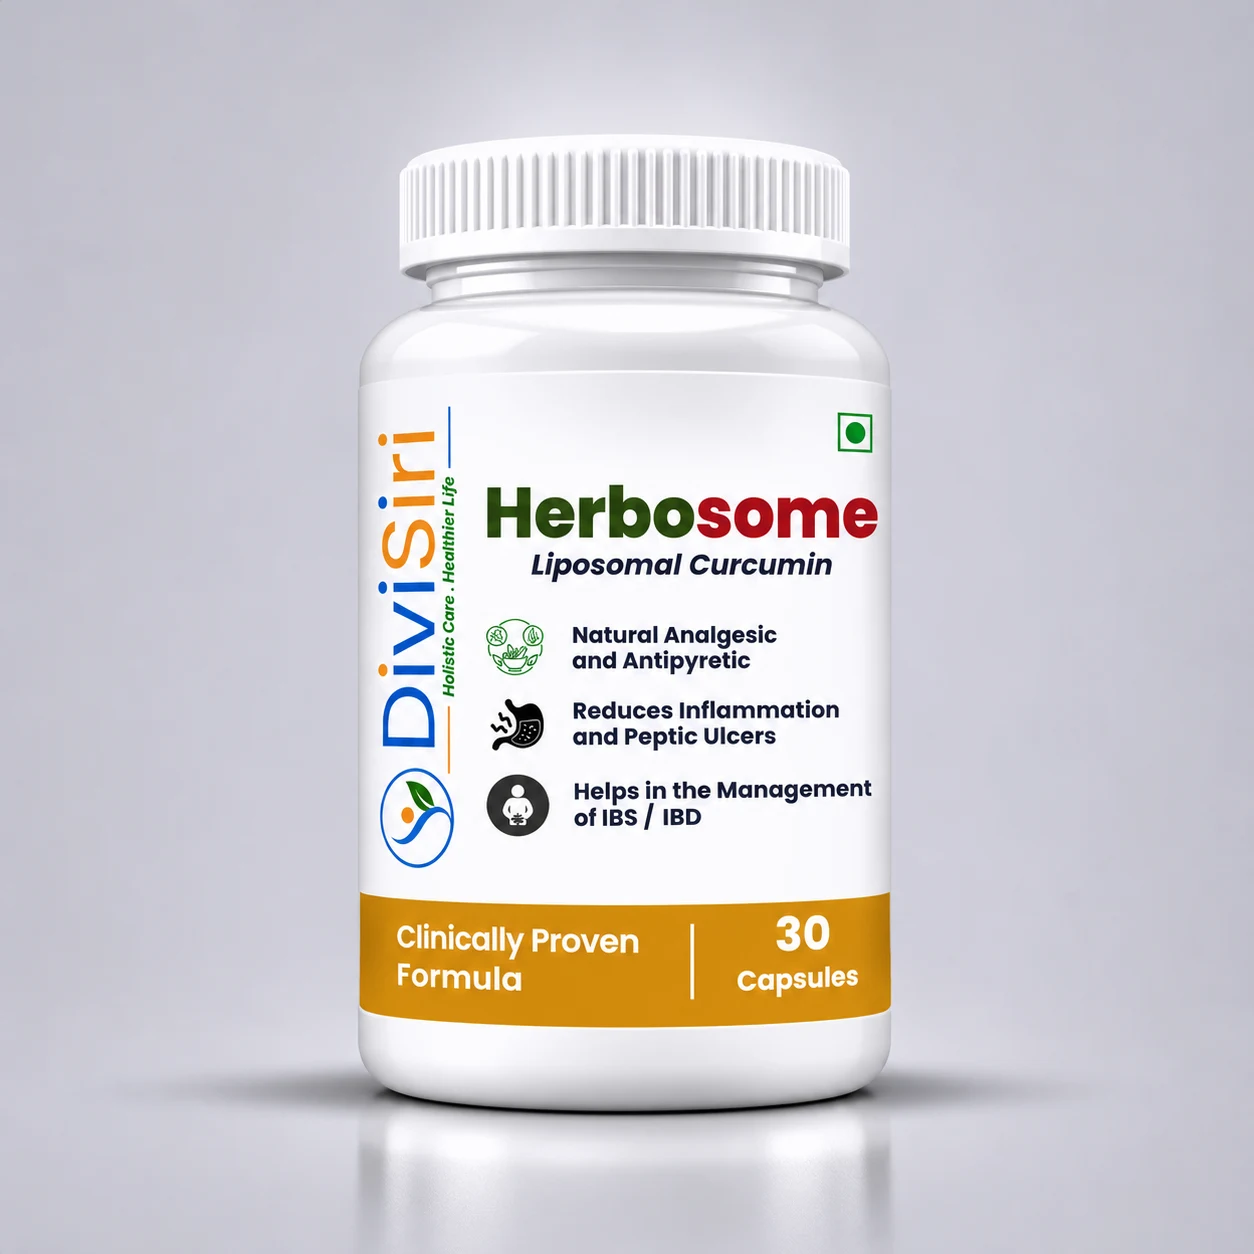 DiviSiri
Holistic Care . Healthier Life
Herbosome
Liposomal Curcumin
Natural Analgesic
and Antipyretic
Reduces Inflammation
and Peptic Ulcers
Helps in the Management
of IBS / IBD
Clinically Proven
Formula
30
Capsules